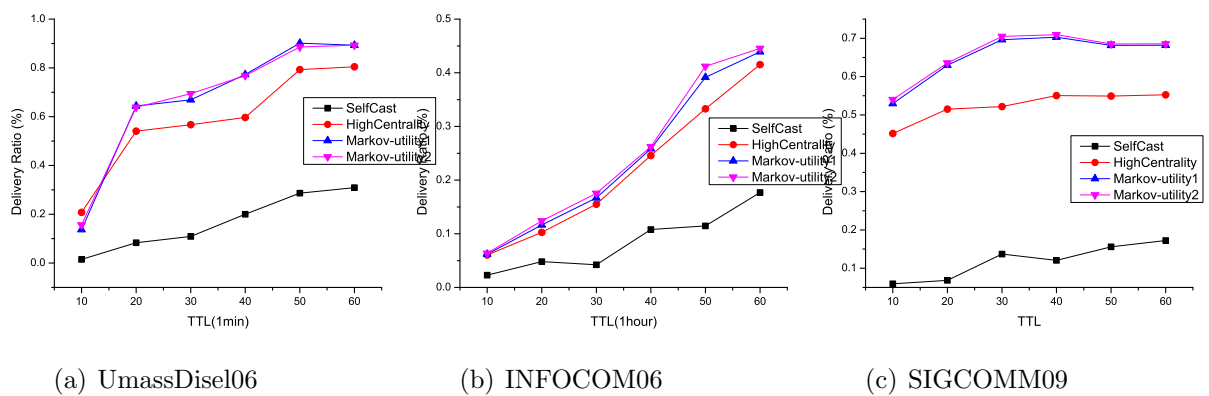 1.0
0.8
0.6
0.4
0.2
0.0
Delivery Ratio (%)
10 20 30 40 50 60
TTL(1min)
SelfCast
HighCentrality
Markov-utility1
Markov-utility2
(a) UmassDisel06
0.5
0.4
0.3
0.2
0.1
0.0
Delivery Ratio (%)
10 20 30 40 50 60
TTL(1hour)
SelfCast
HighCentrality
Markov-utility1
Markov-utility2
(b) INFOCOM06
0.7
0.6
0.5
0.4
0.3
0.2
0.1
Delivery Ratio (%)
10 20 30 40 50 60
TTL
SelfCast
HighCentrality
Markov-utility1
Markov-utility2
(c) SIGCOMM09